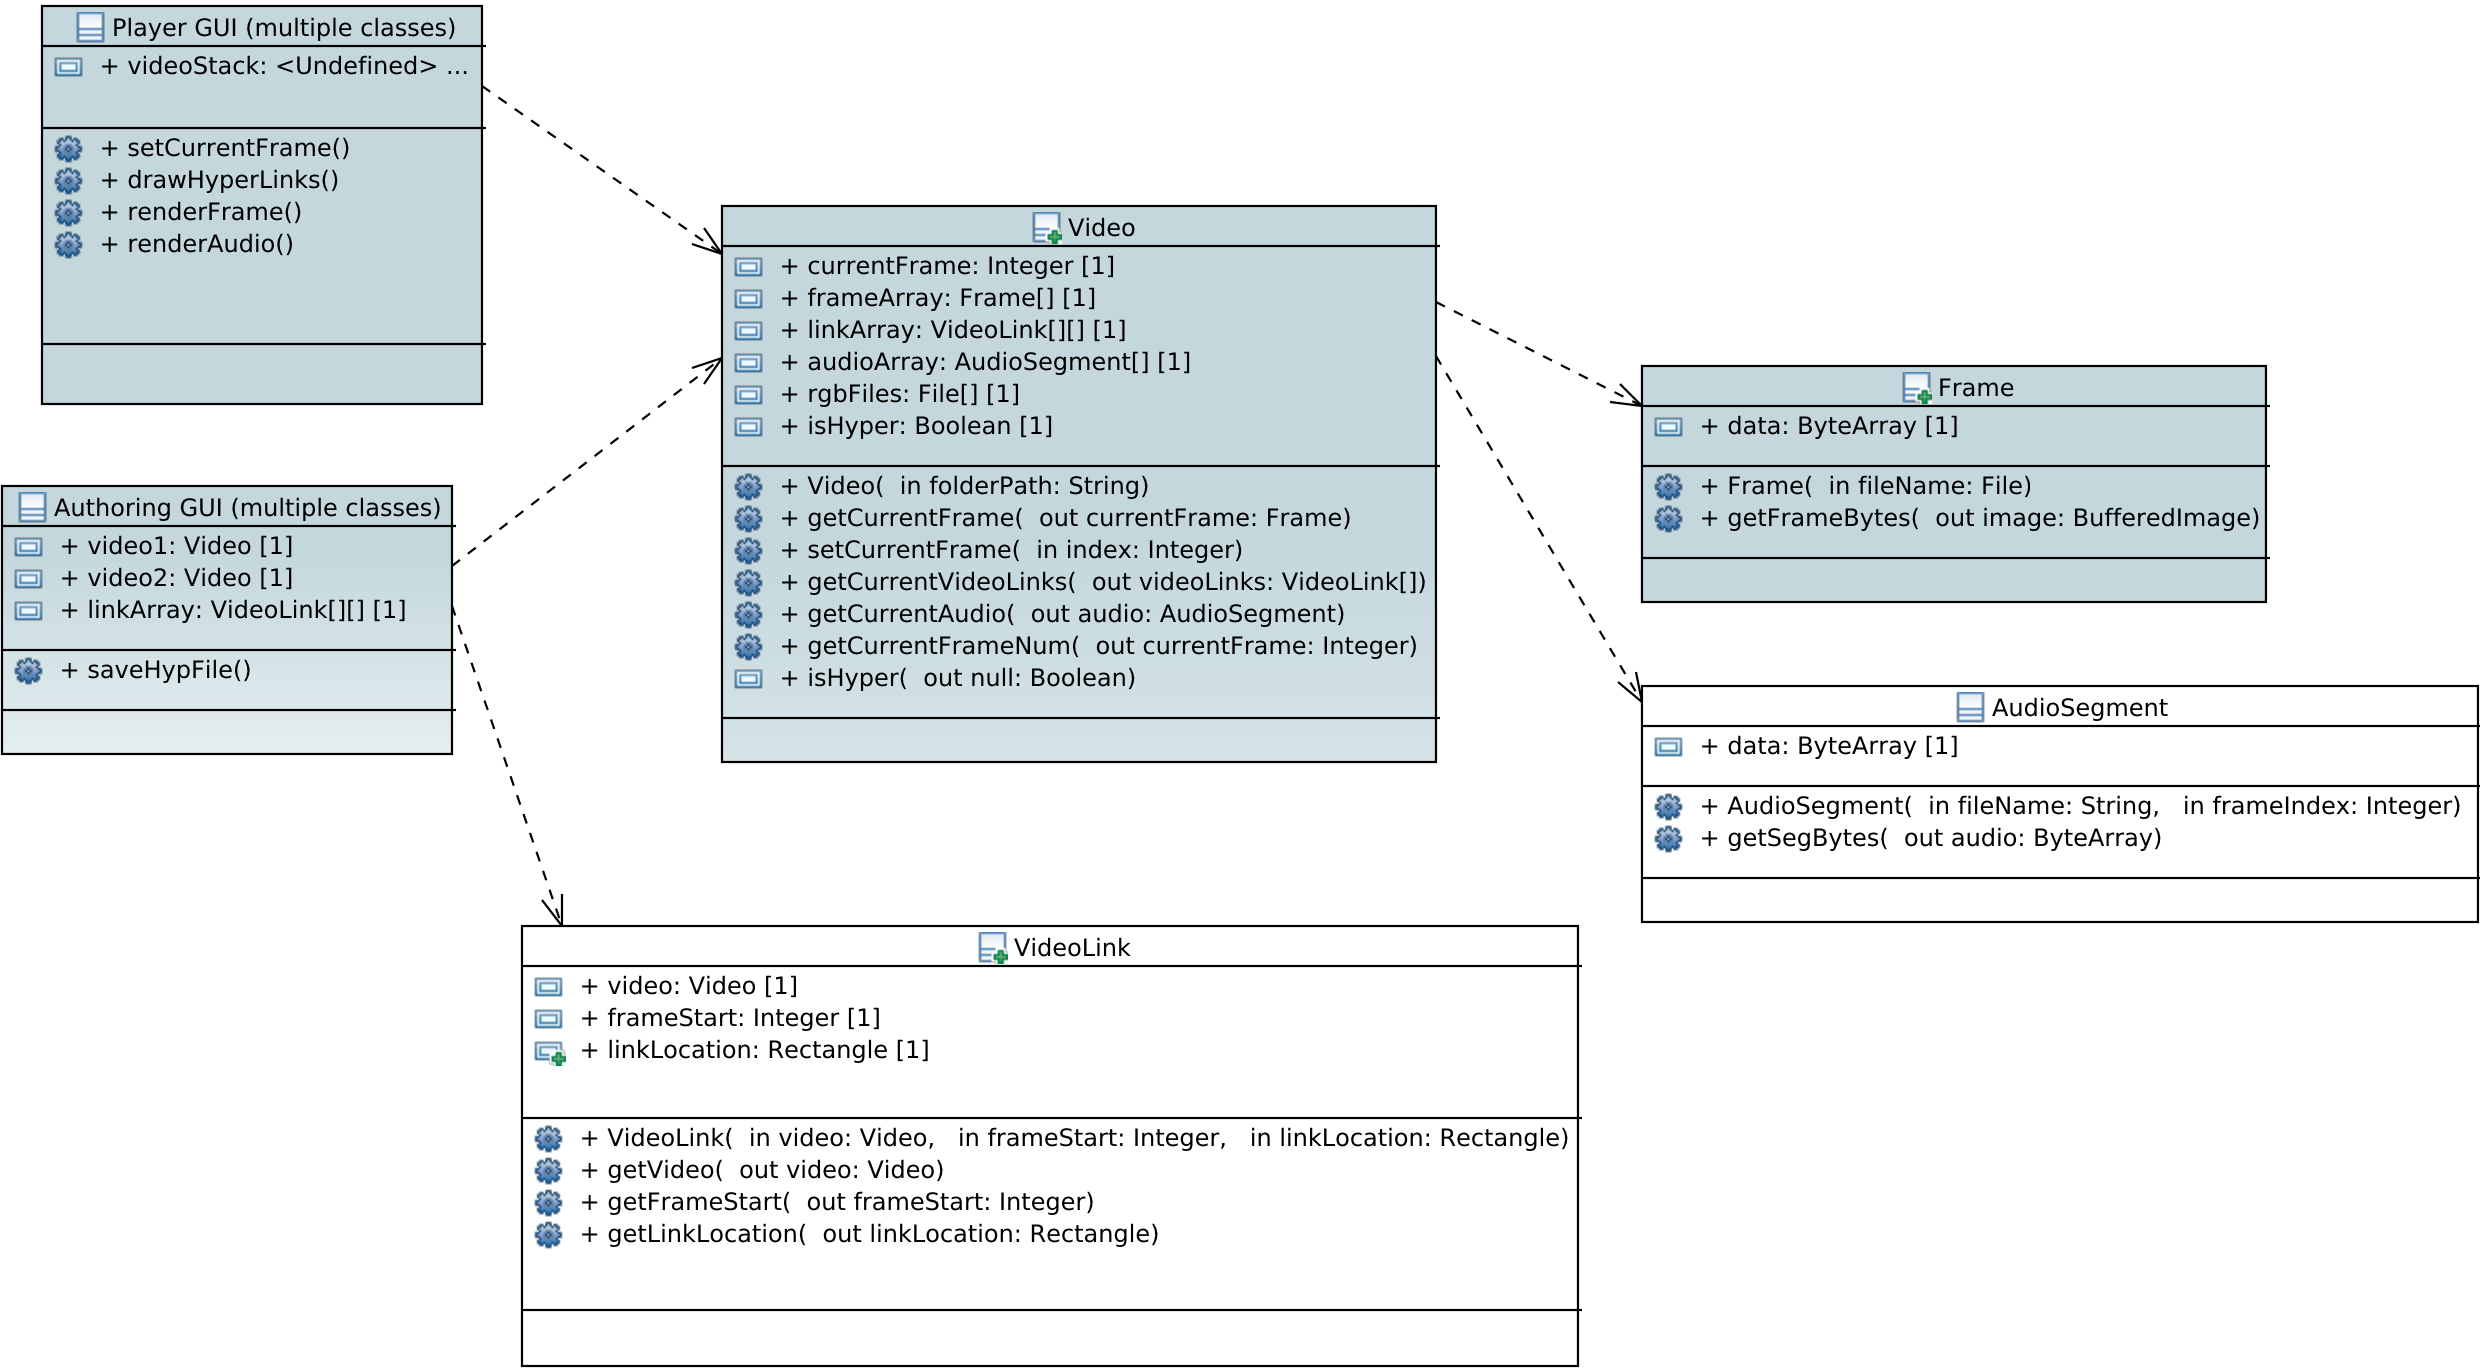 Player GUI (multiple classes)
+ videoStack: <Undefined> ...
+ setCurrentFrame()
+ drawHyperLinks()
+ renderFrame()
+ renderAudio()
Authoring GUI (multiple classes)
+ video1: Video [1]
+ video2: Video [1]
+ linkArray: VideoLink[][] [1]
+ saveHypFile()
Video
+ currentFrame: Integer [1]
+ frameArray: Frame[] [1]
+ linkArray: VideoLink[][] [1]
+ audioArray: AudioSegment[] [1]
+ rgbFiles: File[] [1]
+ isHyper: Boolean [1]
+ Video(  in folderPath: String)
+ getCurrentFrame(  out currentFrame: Frame)
+ setCurrentFrame(  in index: Integer)
+ getCurrentVideoLinks(  out videoLinks: VideoLink[])
+ getCurrentAudio(  out audio: AudioSegment)
+ getCurrentFrameNum(  out currentFrame: Integer)
+ isHyper(  out null: Boolean)
Frame
+ data: ByteArray [1]
+ Frame(  in fileName: File)
+ getFrameBytes(  out image: BufferedImage)
AudioSegment
+ data: ByteArray [1]
+ AudioSegment(  in fileName: String,   in frameIndex: Integer)
+ getSegBytes(  out audio: ByteArray)
VideoLink
+ video: Video [1]
+ frameStart: Integer [1]
+ linkLocation: Rectangle [1]
+ VideoLink(  in video: Video,   in frameStart: Integer,   in linkLocation: Rectangle)
+ getVideo(  out video: Video)
+ getFrameStart(  out frameStart: Integer)
+ getLinkLocation(  out linkLocation: Rectangle)